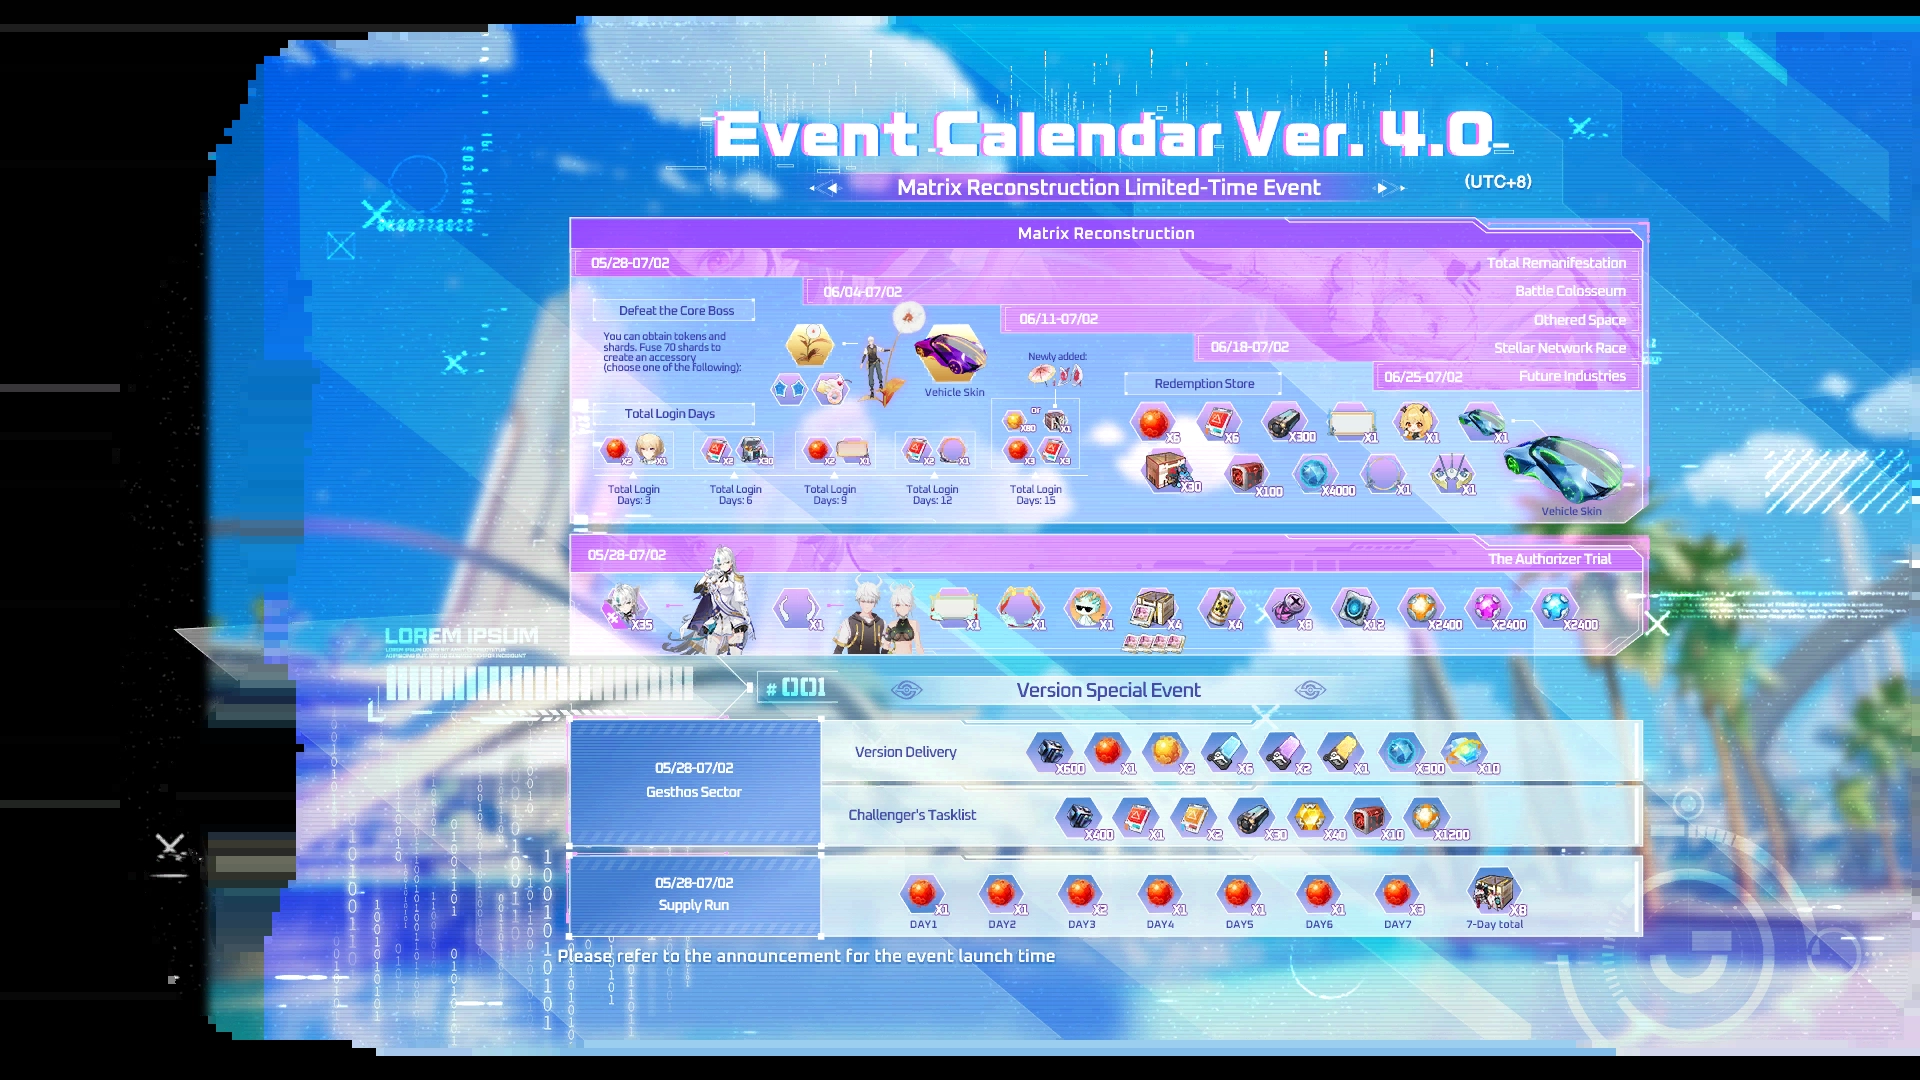 Event Calendar Ver. 4.0
Matrix Reconstruction Limited-Time Event
(UTC+8)
Matrix Reconstruction
05/28-07/02
Total Remanifestation
06/04-07/02
Battle Colosseum
06/11-07/02
Othered Space
06/18-07/02
Stellar Network Race
06/25-07/02
Future Industries
Defeat the Core Boss
You can obtain tokens and
shards. Fuse 70 shards to
create an accessory
(choose one of the following):
Vehicle Skin
Newly added:
Redemption Store
Total Login Days
X2
X1
X2
X30
X2
X1
X2
X1
X80
or
X1
X3
X3
Total Login
Days: 3
Total Login
Days: 6
Total Login
Days: 9
Total Login
Days: 12
Total Login
Days: 15
X6
X6
X300
X1
X1
X1
X30
X100
X4000
X1
X1
Vehicle Skin
05/28-07/02
The Authorizer Trial
X35
X1
X1
X1
X1
X4
X4
X8
X12
X2400
X2400
X2400
LOREM IPSUM
# 001
Version Special Event
05/28-07/02
Gesthos Sector
Version Delivery
X600
X1
X2
X6
X2
X1
X300
X10
Challenger's Tasklist
X400
X1
X2
X30
X40
X10
X1200
05/28-07/02
Supply Run
X1
X1
X2
X1
X1
X1
X3
X8
DAY1
DAY2
DAY3
DAY4
DAY5
DAY6
DAY7
7-Day total
Please refer to the announcement for the event launch time